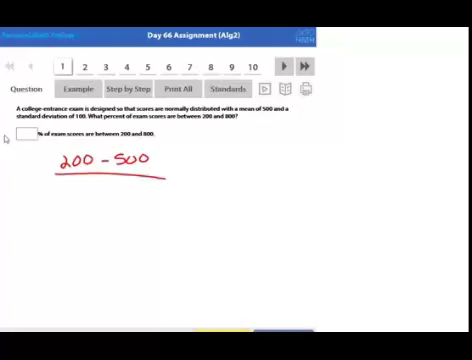 Day 66 Assignment (Alg2)
1 2 3 4 5 6 7 8 9 10
Question Example Step by Step Print All Standards
A college-entrance exam is designed so that scores are normally distributed with a mean of 500 and a
standard deviation of 100. What percent of exam scores are between 200 and 800?
% of exam scores are between 200 and 800.
200 - 500